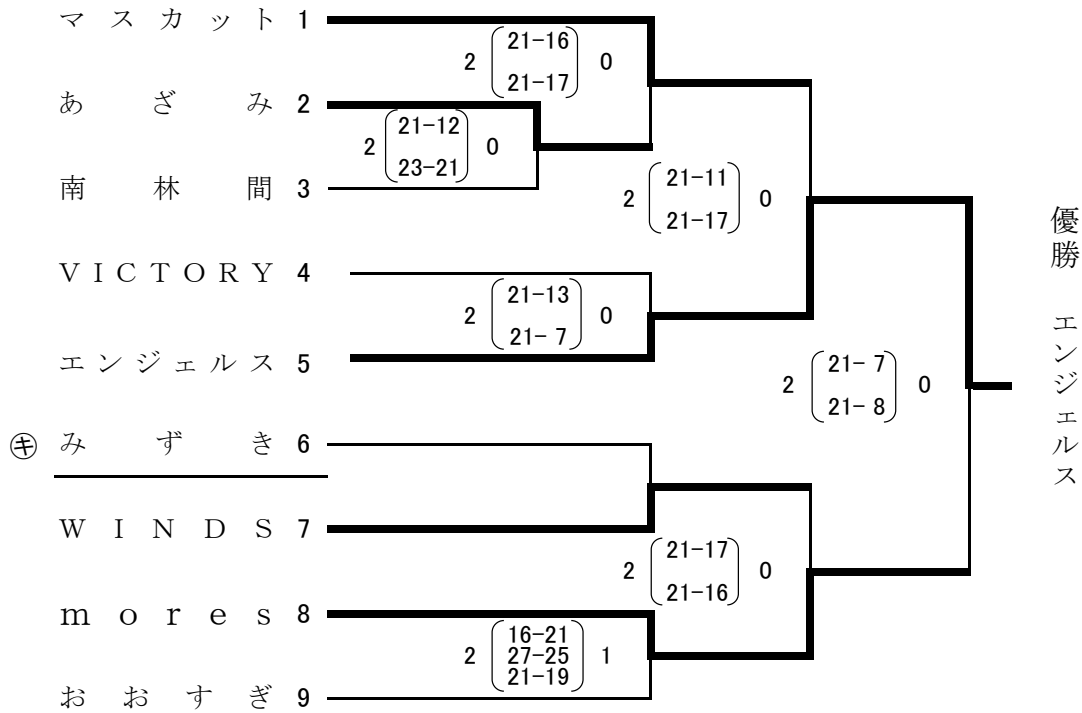 マスカット 1
2 21-16 0
21-17
あざみ 2
2 21-12 0
23-21
南林間 3
2 21-11 0
21-17
VICTORY 4
2 21-13 0
21- 7
エンジェルス 5
2 21- 7 0
21- 8
㋖ みずき 6
WINDS 7
2 21-17 0
21-16
mores 8
16-21
2 27-25 1
21-19
おおすぎ 9
優勝 エンジェルス